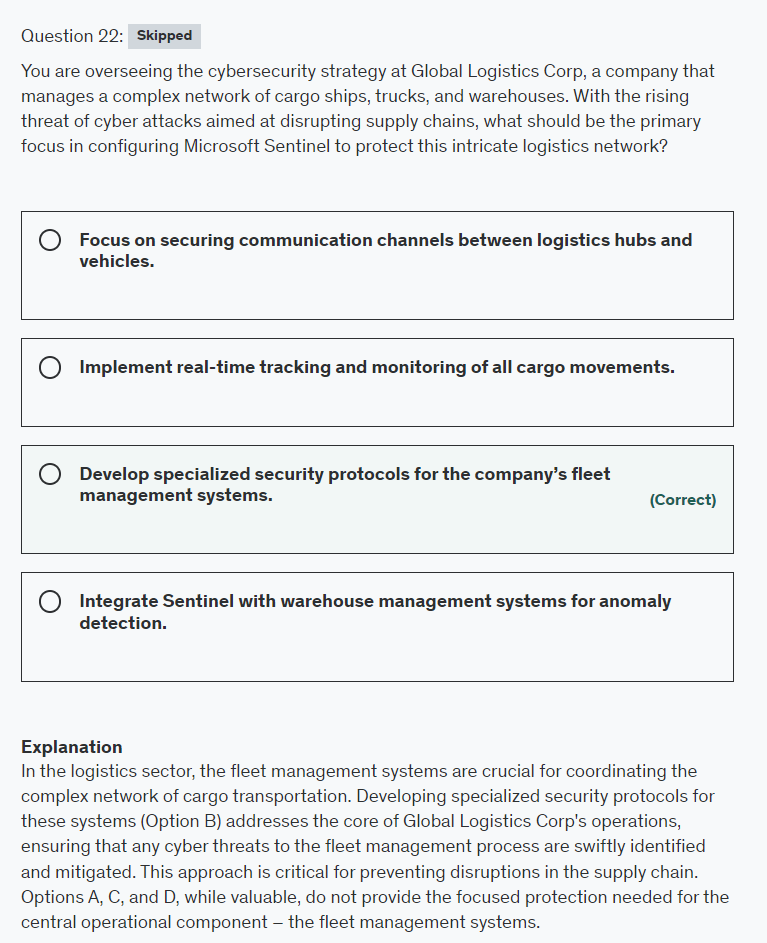 Question 22: Skipped
You are overseeing the cybersecurity strategy at Global Logistics Corp, a company that
manages a complex network of cargo ships, trucks, and warehouses. With the rising
threat of cyber attacks aimed at disrupting supply chains, what should be the primary
focus in configuring Microsoft Sentinel to protect this intricate logistics network?
Focus on securing communication channels between logistics hubs and
vehicles.
Implement real-time tracking and monitoring of all cargo movements.
Develop specialized security protocols for the company’s fleet
management systems.
(Correct)
Integrate Sentinel with warehouse management systems for anomaly
detection.
Explanation
In the logistics sector, the fleet management systems are crucial for coordinating the
complex network of cargo transportation. Developing specialized security protocols for
these systems (Option B) addresses the core of Global Logistics Corp's operations,
ensuring that any cyber threats to the fleet management process are swiftly identified
and mitigated. This approach is critical for preventing disruptions in the supply chain.
Options A, C, and D, while valuable, do not provide the focused protection needed for the
central operational component – the fleet management systems.